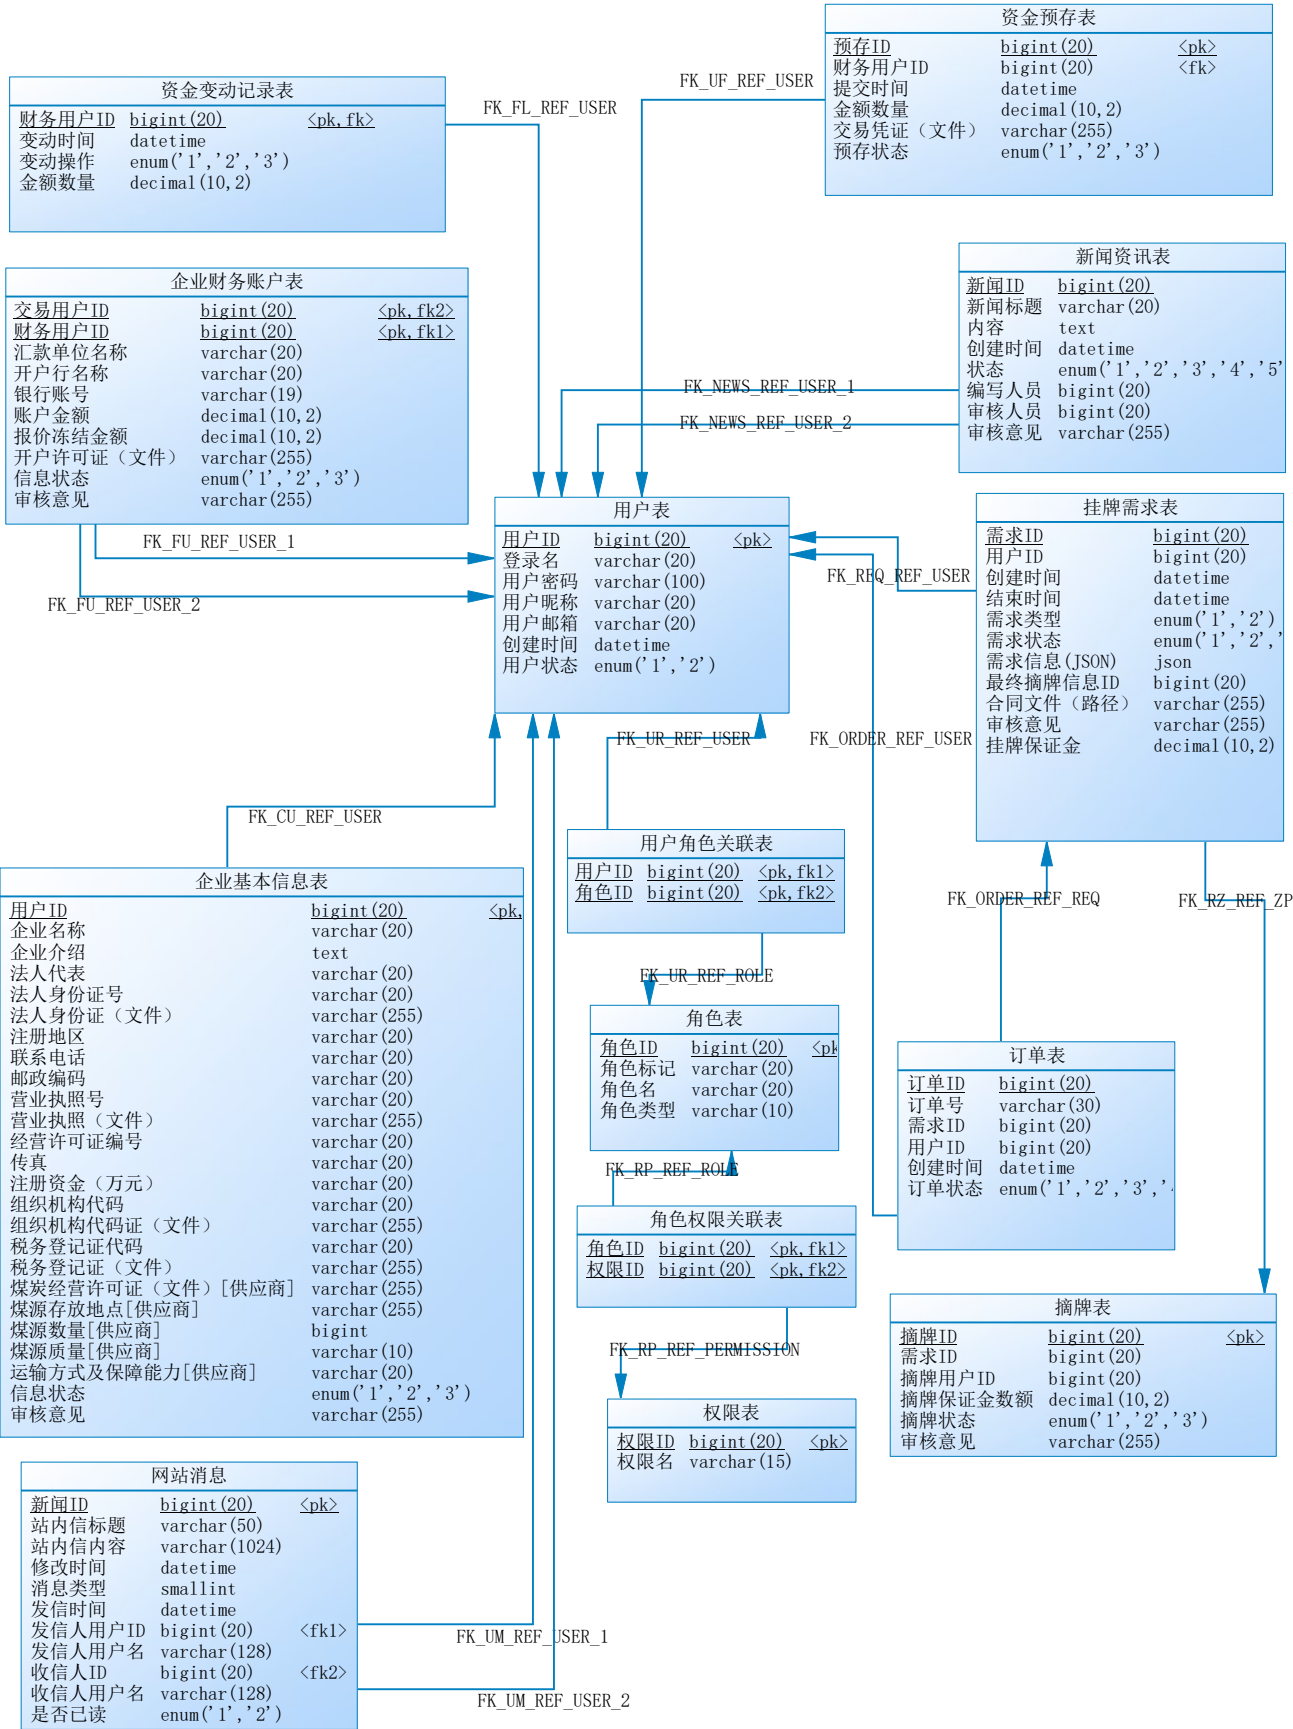 资金预存表
预存ID bigint(20) <pk>
财务用户ID bigint(20) <fk>
提交时间 datetime
金额数量 decimal(10,2)
交易凭证（文件） varchar(255)
预存状态 enum('1','2','3')
资金变动记录表
财务用户ID bigint(20) <pk,fk>
变动时间 datetime
变动操作 enum('1','2','3')
金额数量 decimal(10,2)
FK_FL_REF_USER
FK_UF_REF_USER
企业财务账户表
交易用户ID bigint(20) <pk,fk2>
财务用户ID bigint(20) <pk,fk1>
汇款单位名称 varchar(20)
开户行名称 varchar(20)
银行账号 varchar(19)
账户金额 decimal(10,2)
报价冻结金额 decimal(10,2)
开户许可证（文件） varchar(255)
信息状态 enum('1','2','3')
审核意见 varchar(255)
新闻资讯表
新闻ID bigint(20)
新闻标题 varchar(20)
内容 text
创建时间 datetime
状态 enum('1','2','3','4','5'
编写人员 bigint(20)
审核人员 bigint(20)
审核意见 varchar(255)
FK_NEWS_REF_USER_1
FK_NEWS_REF_USER_2
FK_FU_REF_USER_1
FK_FU_REF_USER_2
用户表
用户ID bigint(20) <pk>
登录名 varchar(20)
用户密码 varchar(100)
用户昵称 varchar(20)
用户邮箱 varchar(20)
创建时间 datetime
用户状态 enum('1','2')
挂牌需求表
需求ID bigint(20)
用户ID bigint(20)
创建时间 datetime
结束时间 datetime
需求类型 enum('1','2')
需求状态 enum('1','2','
需求信息(JSON) json
最终摘牌信息ID bigint(20)
合同文件（路径） varchar(255)
审核意见 varchar(255)
挂牌保证金 decimal(10,2)
FK_REQ_REF_USER
FK_UR_REF_USER
FK_ORDER_REF_USER
FK_CU_REF_USER
用户角色关联表
用户ID bigint(20) <pk,fk1>
角色ID bigint(20) <pk,fk2>
企业基本信息表
用户ID bigint(20) <pk,
企业名称 varchar(20)
企业介绍 text
法人代表 varchar(20)
法人身份证号 varchar(20)
法人身份证（文件） varchar(255)
注册地区 varchar(20)
联系电话 varchar(20)
邮政编码 varchar(20)
营业执照号 varchar(20)
营业执照（文件） varchar(255)
经营许可证编号 varchar(20)
传真 varchar(20)
注册资金（万元） varchar(20)
组织机构代码 varchar(20)
组织机构代码证（文件） varchar(255)
税务登记证代码 varchar(20)
税务登记证（文件） varchar(255)
煤炭经营许可证（文件）[供应商] varchar(255)
煤源存放地点[供应商] varchar(255)
煤源数量[供应商] bigint
煤源质量[供应商] varchar(10)
运输方式及保障能力[供应商] varchar(20)
信息状态 enum('1','2','3')
审核意见 varchar(255)
FK_ORDER_REF_REQ
FK_RZ_REF_ZP
FK_UR_REF_ROLE
角色表
角色ID bigint(20) <pk
角色标记 varchar(20)
角色名 varchar(20)
角色类型 varchar(10)
订单表
订单ID bigint(20)
订单号 varchar(30)
需求ID bigint(20)
用户ID bigint(20)
创建时间 datetime
订单状态 enum('1','2','3','
FK_RP_REF_ROLE
角色权限关联表
角色ID bigint(20) <pk,fk1>
权限ID bigint(20) <pk,fk2>
FK_RP_REF_PERMISSION
摘牌表
摘牌ID bigint(20) <pk>
需求ID bigint(20)
摘牌用户ID bigint(20)
摘牌保证金数额 decimal(10,2)
摘牌状态 enum('1','2','3')
审核意见 varchar(255)
权限表
权限ID bigint(20) <pk>
权限名 varchar(15)
网站消息
新闻ID bigint(20) <pk>
站内信标题 varchar(50)
站内信内容 varchar(1024)
修改时间 datetime
消息类型 smallint
发信时间 datetime
发信人用户ID bigint(20) <fk1>
发信人用户名 varchar(128)
收信人ID bigint(20) <fk2>
收信人用户名 varchar(128)
是否已读 enum('1','2')
FK_UM_REF_USER_1
FK_UM_REF_USER_2